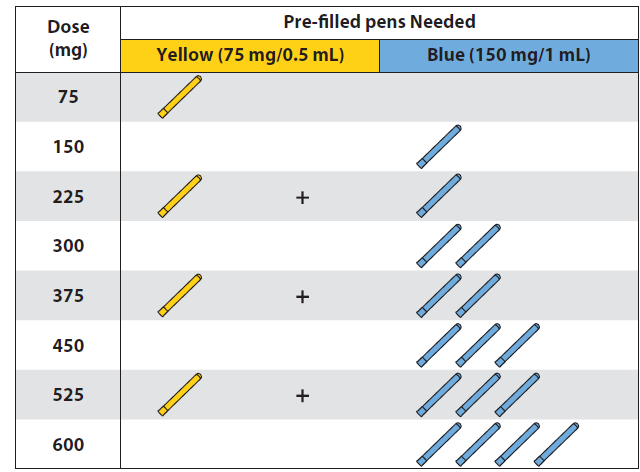 Dose
(mg)
Pre-filled pens Needed
Yellow (75 mg/0.5 mL)
Blue (150 mg/1 mL)
75
150
225
+
300
375
+
450
525
+
600